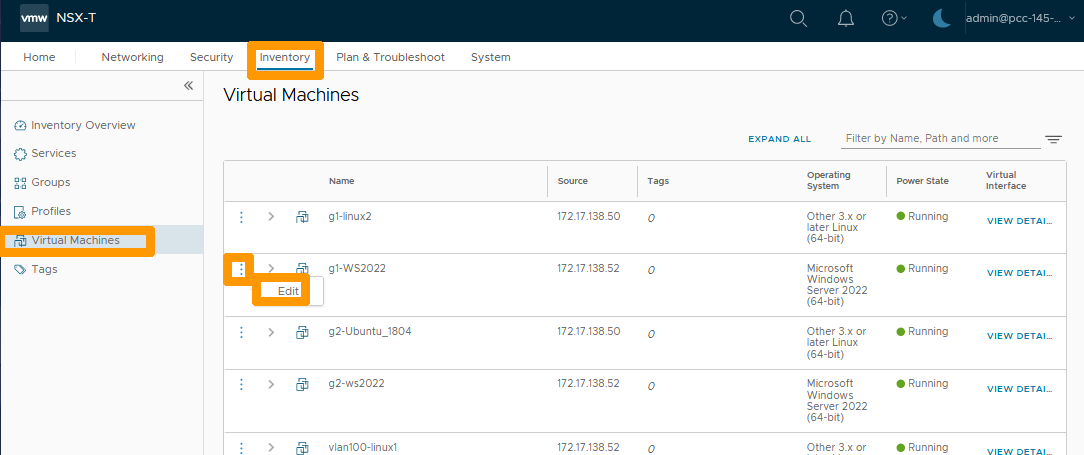 vmw NSX-T admin@pcc-145-...
Home Networking Security Inventory Plan & Troubleshoot System
Virtual Machines
Inventory Overview
Services
Groups
Profiles
Virtual Machines
Tags
EXPAND ALL Filter by Name, Path and more
Name Source Tags Operating System Power State Virtual Interface
g1-linux2 172.17.138.50 0 Other 3.x or later Linux (64-bit) Running VIEW DETAI...
g1-WS2022 172.17.138.52 0 Microsoft Windows Server 2022 (64-bit) Running VIEW DETAI...
Edit
g2-Ubuntu_1804 172.17.138.50 0 Other 3.x or later Linux (64-bit) Running VIEW DETAI...
g2-ws2022 172.17.138.52 0 Microsoft Windows Server 2022 (64-bit) Running VIEW DETAI...
vlan100-linux1 172.17.138.52 0 Other 3.x or Running VIEW DETAI...